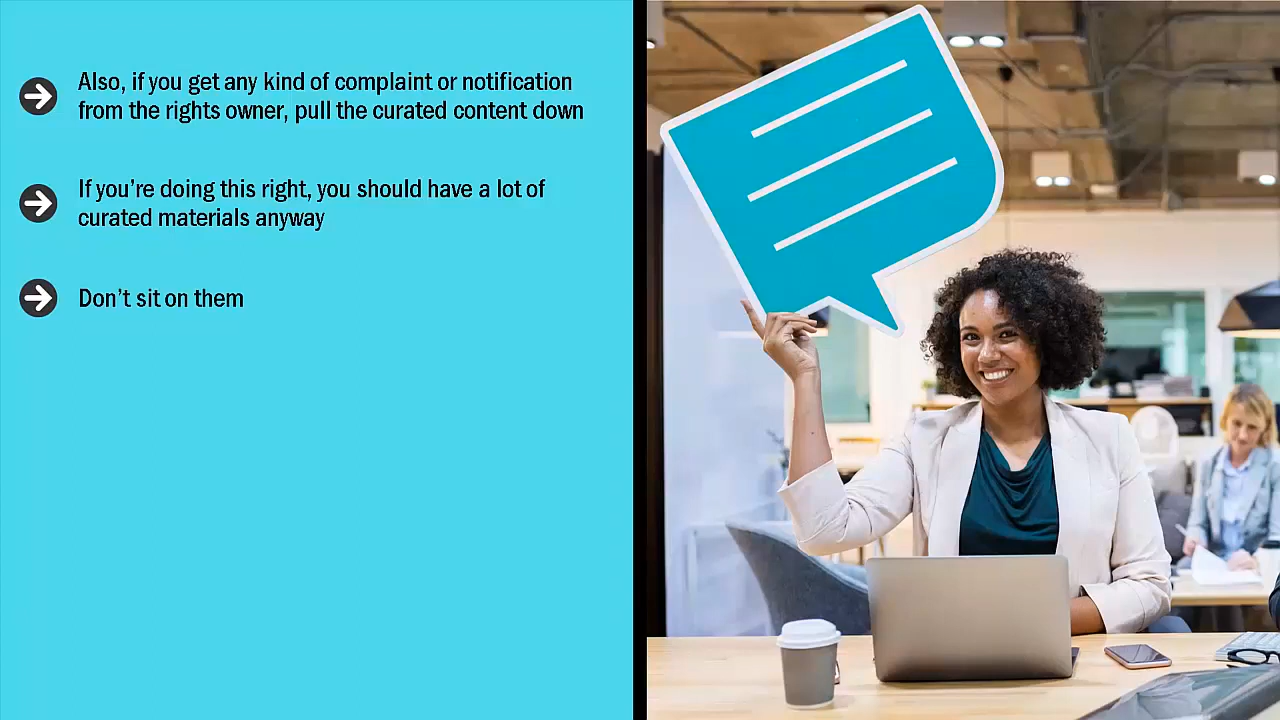 Also, if you get any kind of complaint or notification
from the rights owner, pull the curated content down
If you’re doing this right, you should have a lot of
curated materials anyway
Don’t sit on them